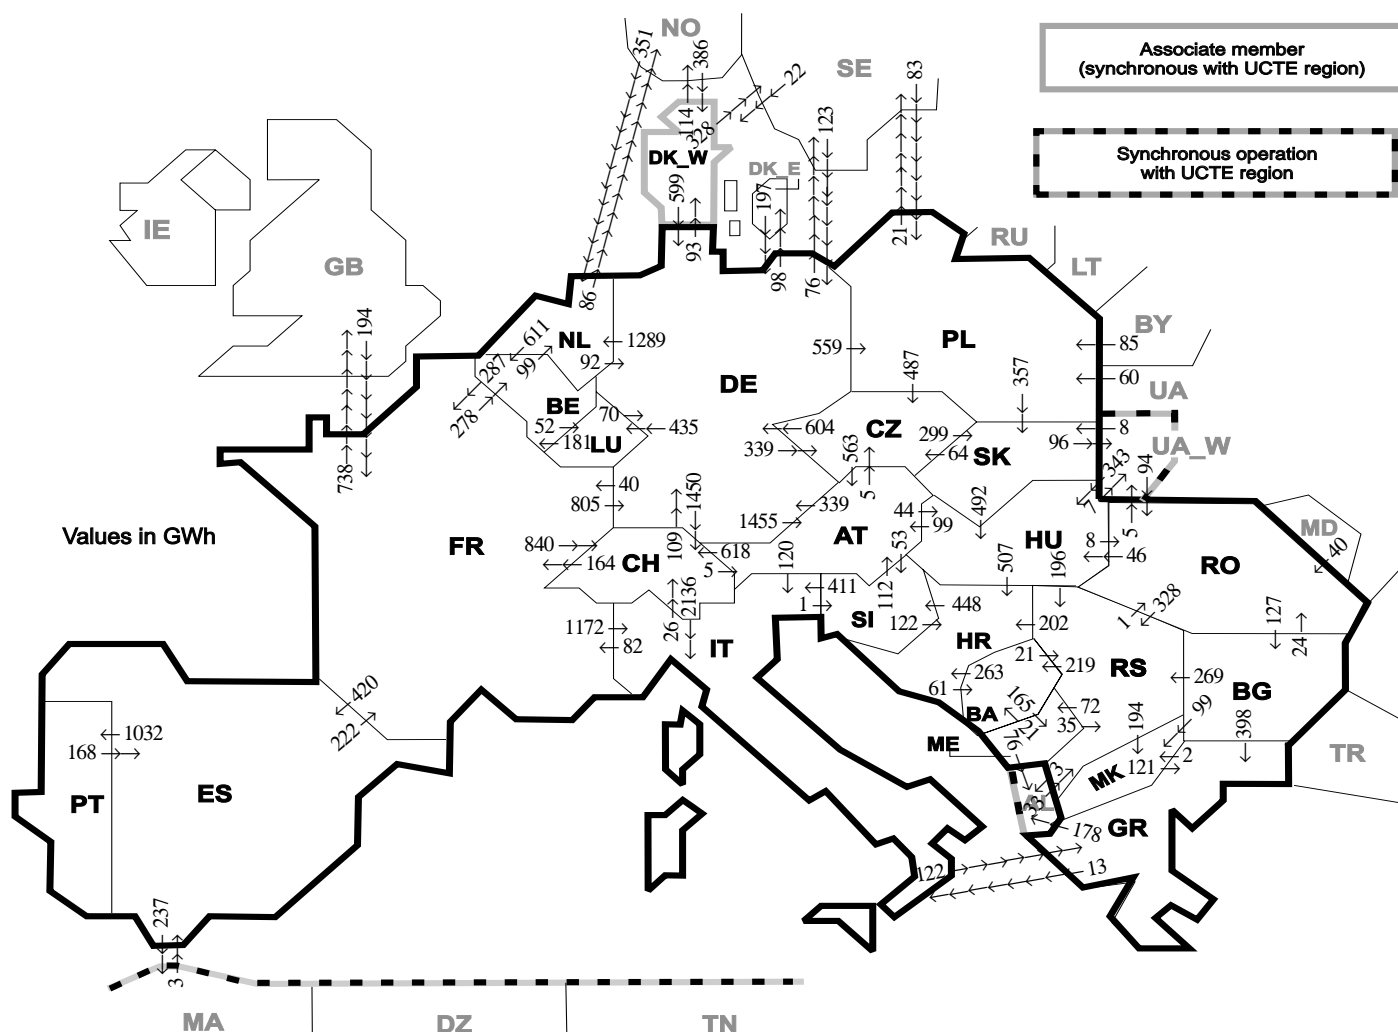 NO
351
386
22
SE
83
Associate member
(synchronous with UCTE region)
114
328
123
DK_W
DK_E
Synchronous operation
with UCTE region
599
197
IE
GB
93
98
76
21
RU
LT
86
194
611
NL
1289
99
92
559
PL
BY
85
287
DE
487
357
60
UA
278
BE
52
70
181
LU
435
604
CZ
299
8
UA_W
339
563
64
SK
96
738
40
1450
5
343
94
805
339
44
492
7
5
MD
Values in GWh
1455
99
FR
840
109
618
AT
53
HU
8
40
164
CH
5
120
507
196
46
RO
2136
411
112
1
SI
448
328
127
1172
26
122
202
1
24
82
IT
HR
21
219
RS
263
269
BG
420
61
165
72
99
1032
222
BA
21
35
194
398
168
ME
76
2
TR
3
MK
121
PT
ES
AL
33
GR
178
122
13
237
3
MA
DZ
TN